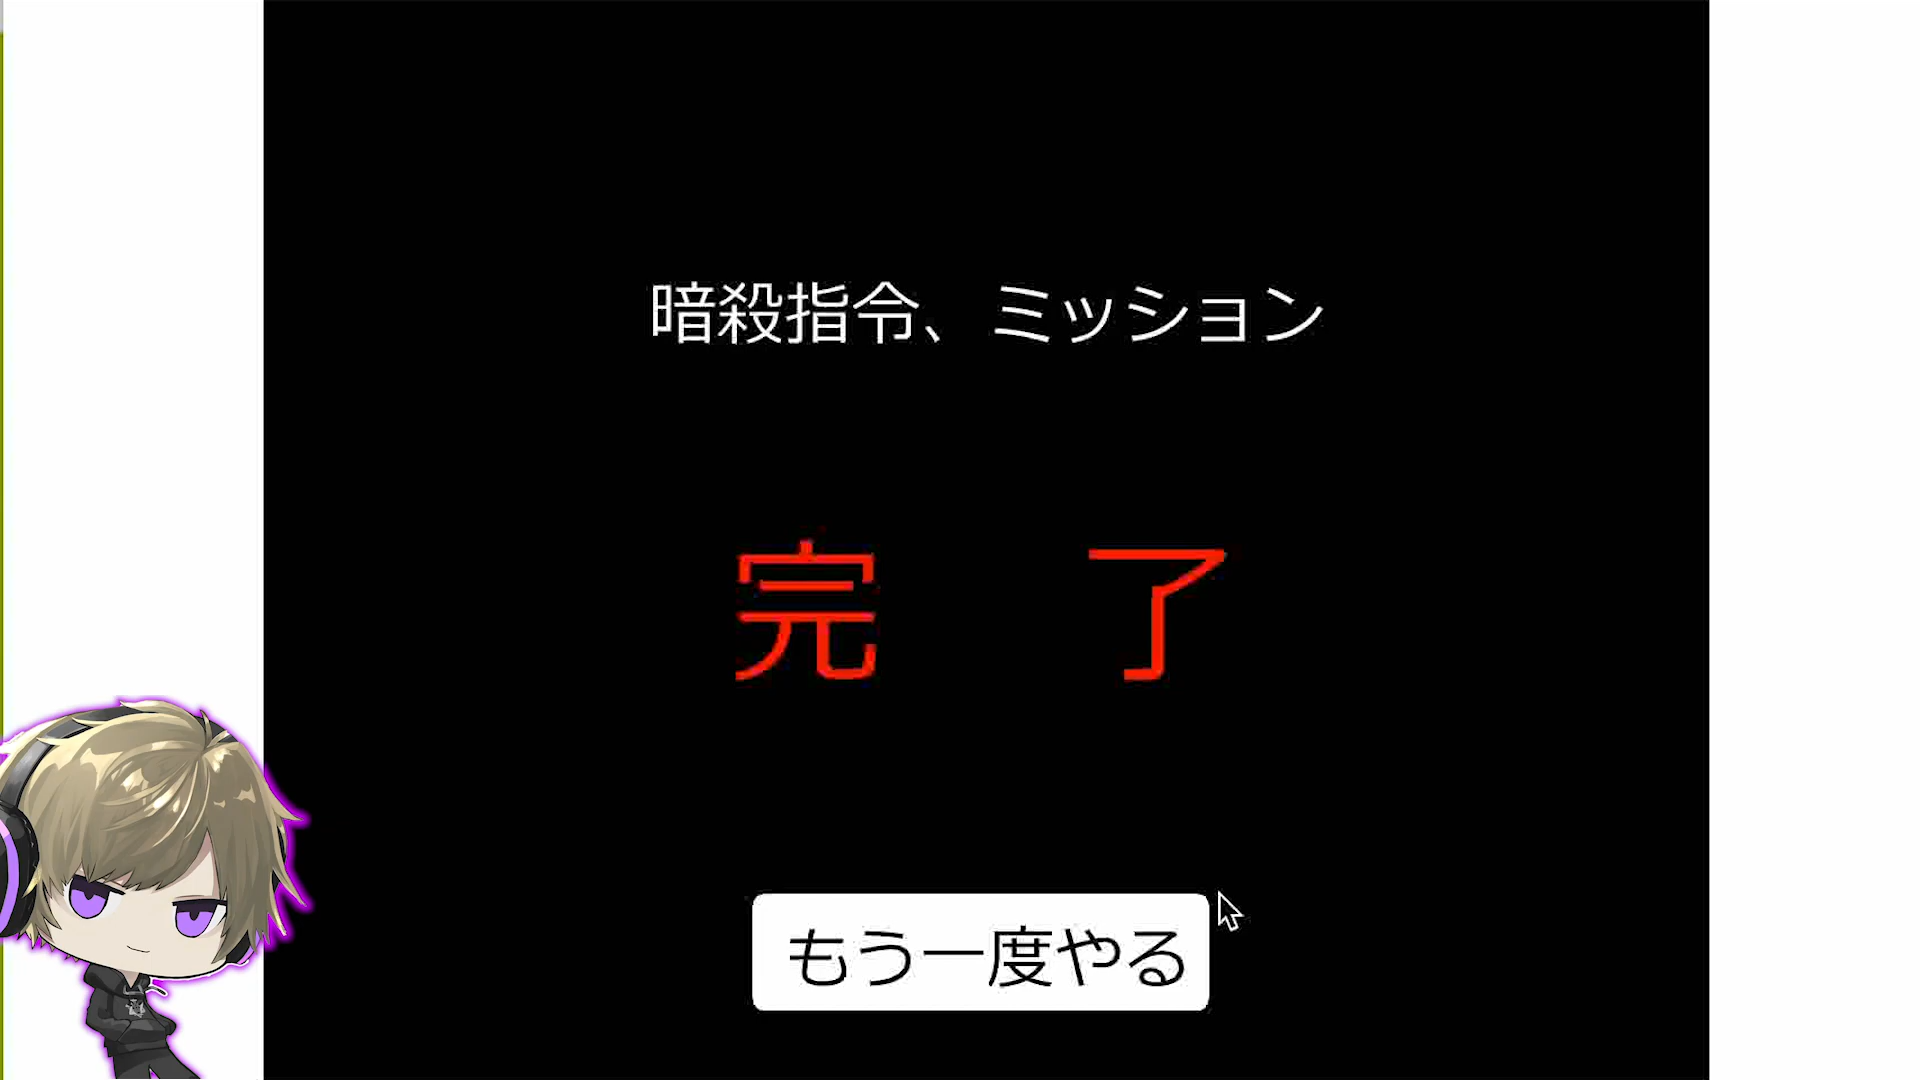 暗殺指令、ミッション
完 了
もう一度やる